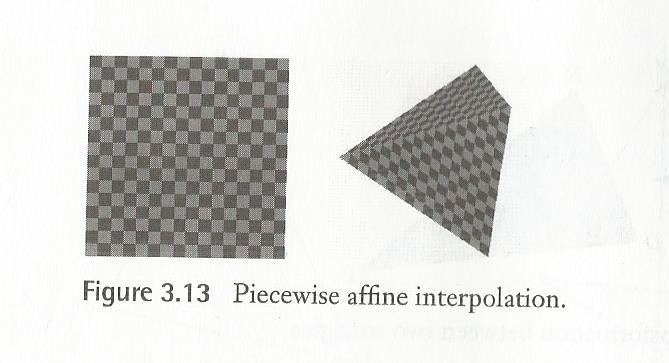 Figure 3.13 Piecewise affine interpolation.